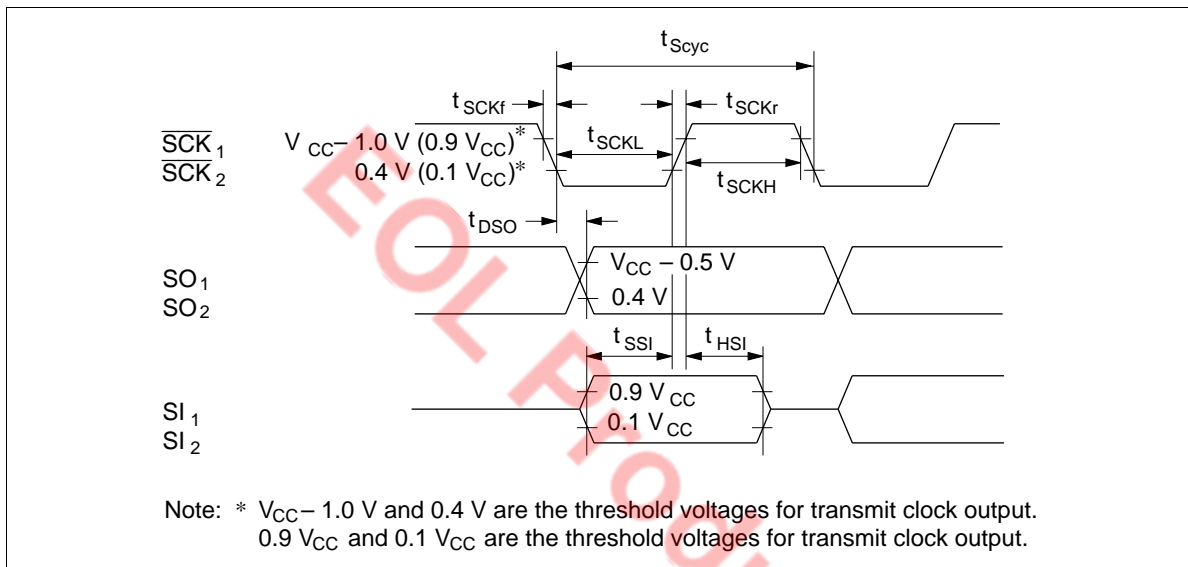 tScyc
tSCKf
tSCKr
SCK1
VCC – 1.0 V (0.9 VCC)*
tSCKL
SCK2
0.4 V (0.1 VCC)*
tSCKH
tDSO
VCC – 0.5 V
SO1
0.4 V
SO2
tSSI
tHSI
0.9 VCC
SI1
0.1 VCC
SI2
Note: * VCC – 1.0 V and 0.4 V are the threshold voltages for transmit clock output.
0.9 VCC and 0.1 VCC are the threshold voltages for transmit clock output.
EOL Produ